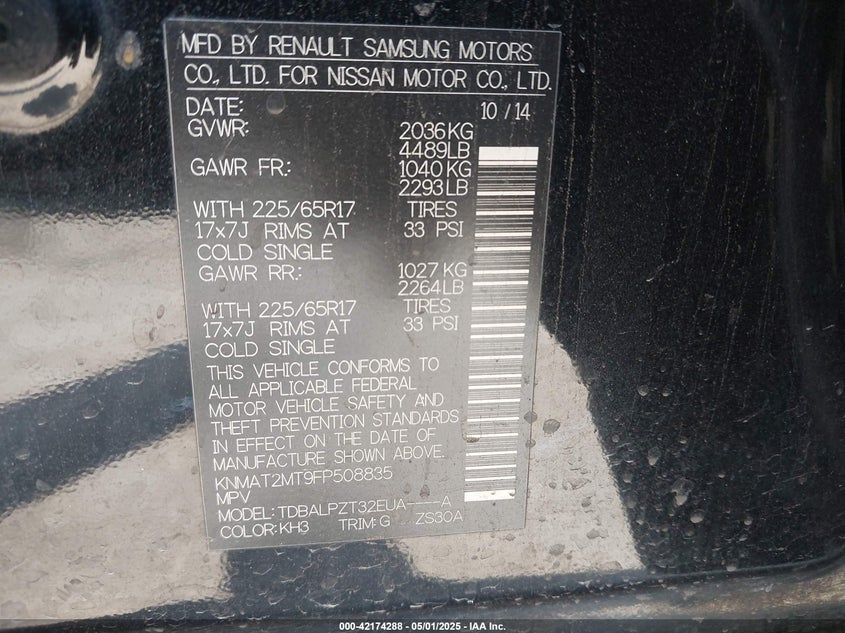 MFD BY RENAULT SAMSUNG MOTORS
CO., LTD. FOR NISSAN MOTOR CO., LTD.
DATE: 10 / 14
GVWR: 2036KG
4489LB
GAWR FR.: 1040KG
2293LB
WITH 225/65R17 TIRES
17x7J RIMS AT 33 PSI
COLD SINGLE
GAWR RR.: 1027KG
2264LB
WITH 225/65R17 TIRES
17x7J RIMS AT 33 PSI
COLD SINGLE
THIS VEHICLE CONFORMS TO
ALL APPLICABLE FEDERAL
MOTOR VEHICLE SAFETY AND
THEFT PREVENTION STANDARDS
IN EFFECT ON THE DATE OF
MANUFACTURE SHOWN ABOVE.
KNMAT2MT9FP508835
MPV
MODEL: TDBALPZT32EUA----A
COLOR: KH3 TRIM: G ZS30A
000-42174288 - 05/01/2025 - IAA Inc.